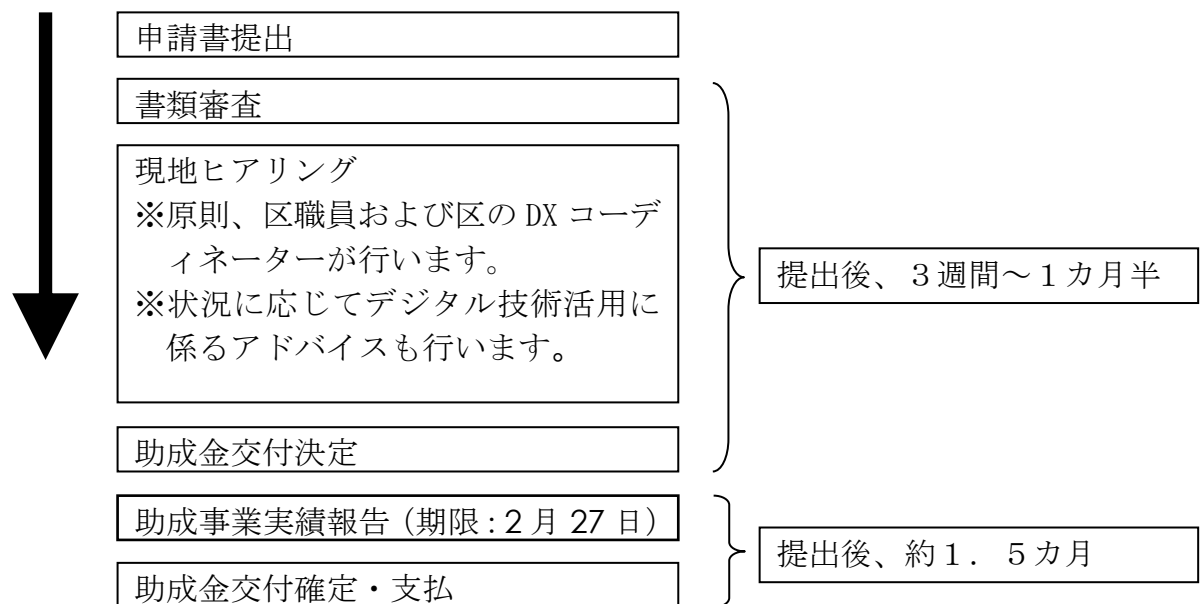 申請書提出
書類審査
現地ヒアリング
※原則、区職員および区の DX コーデ
ィネーターが行います。
※状況に応じてデジタル技術活用に
係るアドバイスも行います。
提出後、３週間～１カ月半
助成金交付決定
助成事業実績報告（期限：2月 27 日）
提出後、約１．５カ月
助成金交付確定・支払